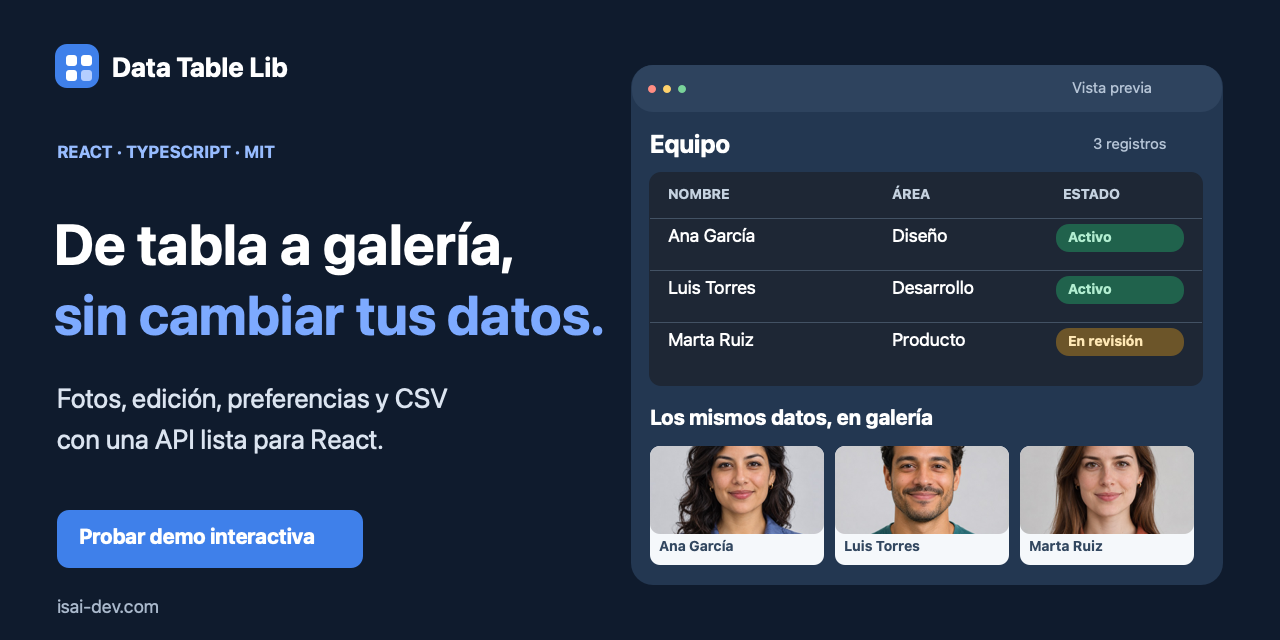 Data Table Lib
REACT · TYPESCRIPT · MIT
De tabla a galería,
sin cambiar tus datos.
Fotos, edición, preferencias y CSV
con una API lista para React.
Probar demo interactiva
isai-dev.com
Vista previa
Equipo
3 registros
NOMBRE ÁREA ESTADO
Ana García Diseño Activo
Luis Torres Desarrollo Activo
Marta Ruiz Producto En revisión
Los mismos datos, en galería
Ana García Luis Torres Marta Ruiz